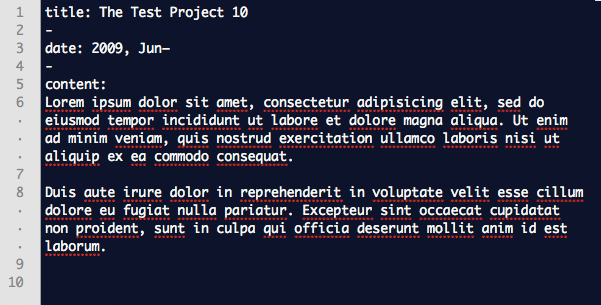 1 title: The Test Project 10
2 -
3 date: 2009, Jun—
4 -
5 content:
6 Lorem ipsum dolor sit amet, consectetur adipisicing elit, sed do
· eiusmod tempor incididunt ut labore et dolore magna aliqua. Ut enim
· ad minim veniam, quis nostrud exercitation ullamco laboris nisi ut
· aliquip ex ea commodo consequat.
7
8 Duis aute irure dolor in reprehenderit in voluptate velit esse cillum
· dolore eu fugiat nulla pariatur. Excepteur sint occaecat cupidatat
· non proident, sunt in culpa qui officia deserunt mollit anim id est
· laborum.
9
10